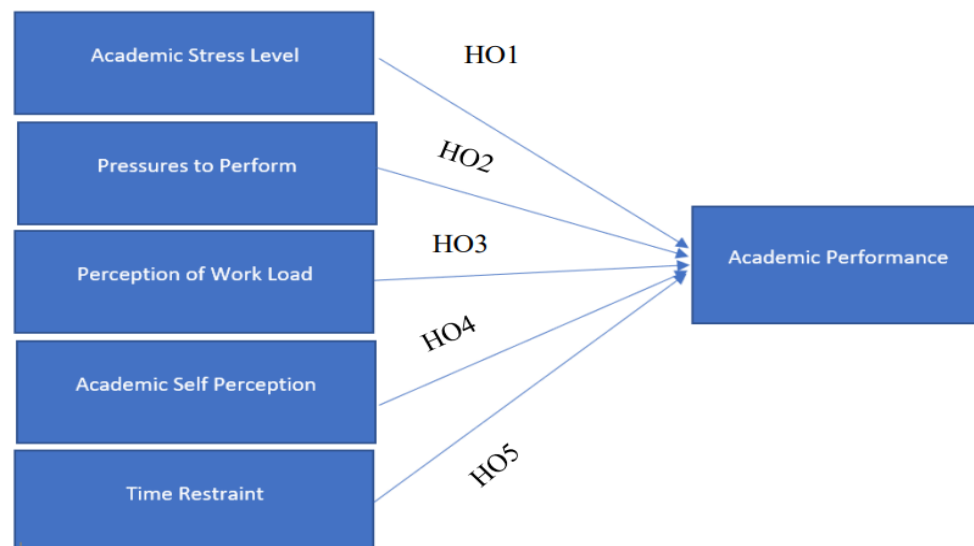 Academic Stress Level
HO1
Pressures to Perform
HO2
Perception of Work Load
HO3
Academic Performance
Academic Self Perception
HO4
Time Restraint
HO5